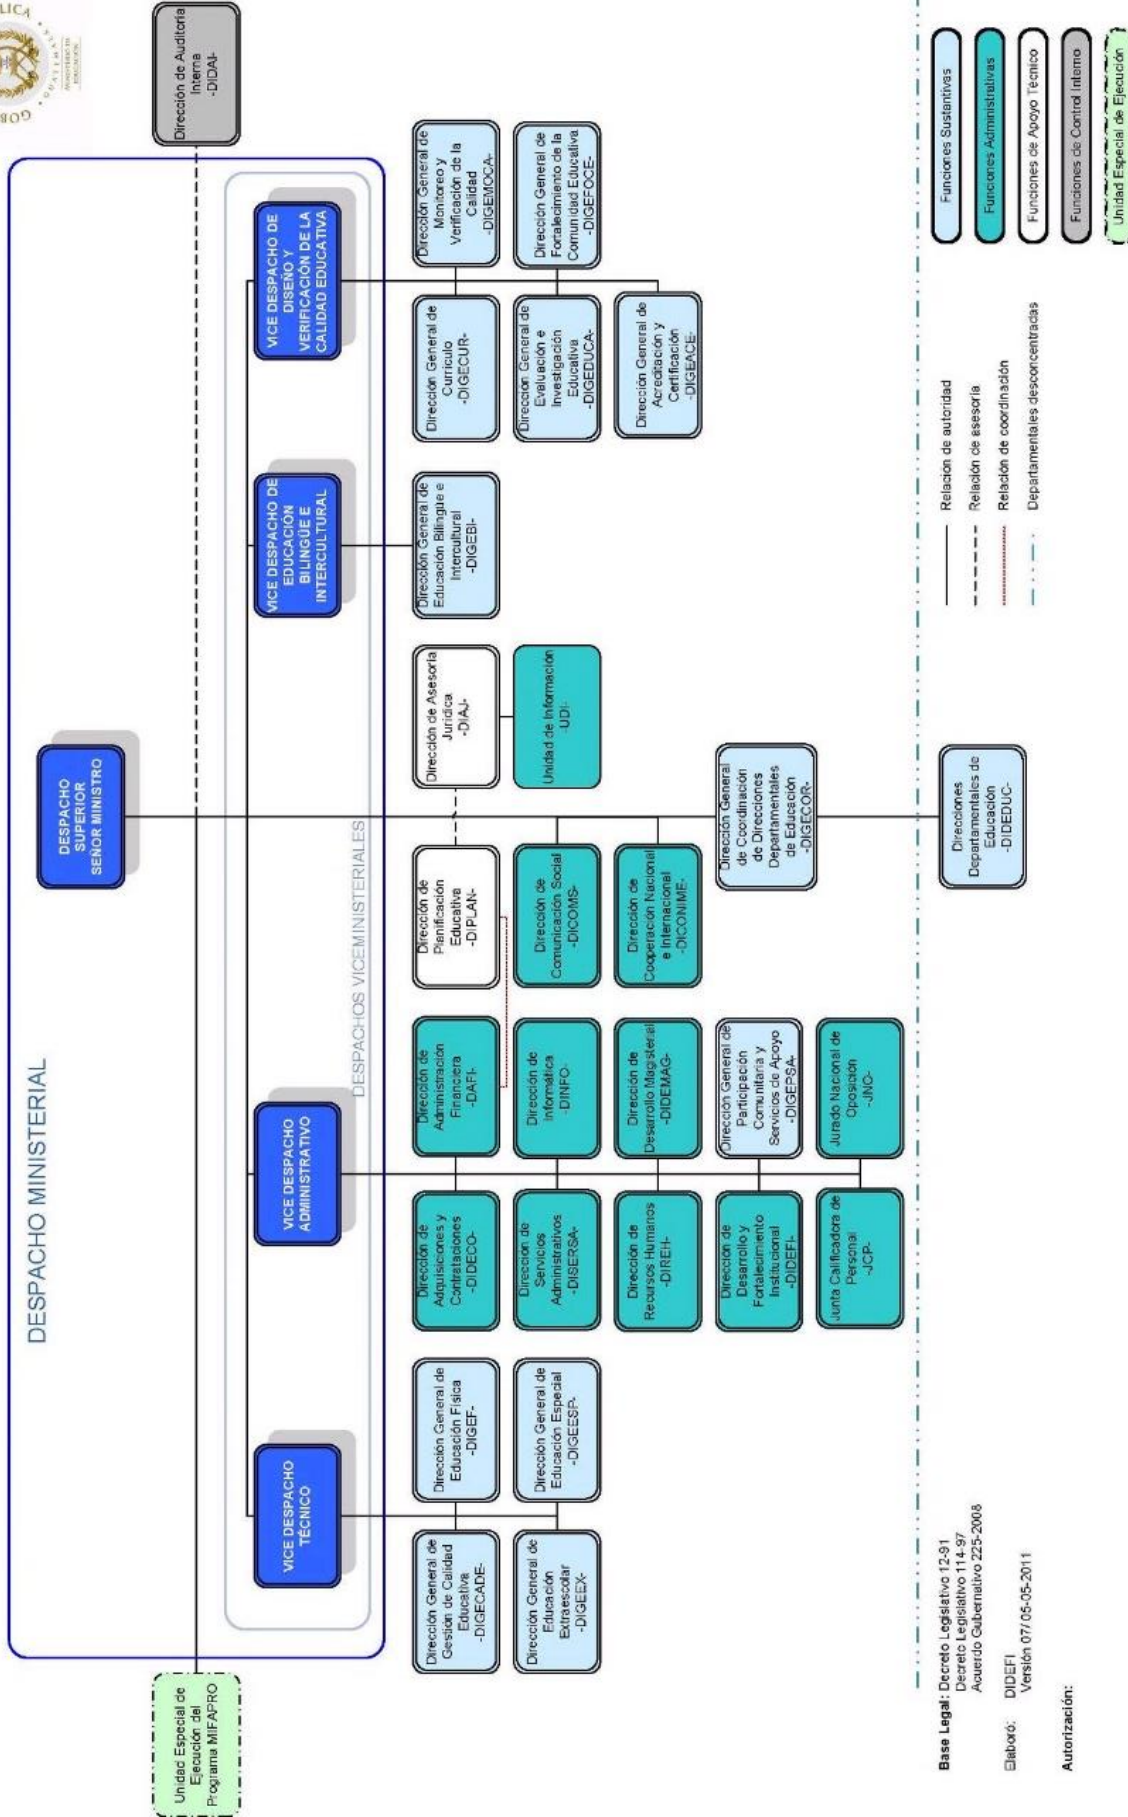 DESPACHO MINISTERIAL
DESPACHO
SUPERIOR
SEÑOR MINISTRO
MINISTERIO DE
EDUCACIÓN
Unidad Especial de
Ejecución del
Programa MIFAPRO
Dirección de Auditoría
Interna
-DIDAI-
DESPACHOS VICEMINISTERIALES
VICE DESPACHO
TÉCNICO
VICE DESPACHO
ADMINISTRATIVO
VICE DESPACHO DE
EDUCACIÓN
BILINGÜE E
INTERCULTURAL
VICE DESPACHO DE
DISEÑO Y
VERIFICACIÓN DE LA
CALIDAD EDUCATIVA
Dirección General de
Gestión de Calidad
Educativa
-DIGECADE-
Dirección General de
Educación Física
-DIGEF-
Dirección de
Adquisicones y
Contrataciones
-DIDECO-
Dirección de
Administración
Financiera
-DAFI-
Dirección de
Planificación
Educativa
-DIPLAN-
Dirección de Asesoría
Jurídica
-DIAJ-
Dirección General de
Educación Bilingüe e
Intercultural
-DIGEBI-
Dirección General de
Currículo
-DIGECUR-
Dirección General de
Monitoreo y
Verificación de la
Calidad
-DIGEMOCA-
Dirección General de
Educación
Extraescolar
-DIGEEX-
Dirección General de
Educación Especial
-DIGEESP-
Dirección de
Servicios
Administrativos
-DISERSA-
Dirección de
Informática
-DINFO-
Dirección de
Comunicación Social
-DICOMS-
Unidad de Información
-UDI-
Dirección General de
Evaluación e
Investigación
Educativa
-DIGEDUCA-
Dirección General de
Fortalecimiento de la
Comunidad Educativa
-DIGEFOCE-
Dirección de
Recursos Humanos
-DIREH-
Dirección de
Desarrollo Magisterial
-DIDEMAG-
Dirección de
Cooperación Nacional
e Internacional
-DICONIME-
Dirección General de
Acreditación y
Certificación
-DIGEACE-
Dirección de
Desarrollo y
Fortalecimiento
Institucional
-DIDEFI-
Dirección General de
Participación
Comunitaria y
Servicios de Apoyo
-DIGEPSA-
Dirección General
de Coordinación
de Direcciones
Departamentales
de Educación
-DIGECOR-
Junta Calificadora de
Personal
-JCP-
Jurado Nacional de
Oposición
-JNO-
Direcciones
Departamentales de
Educación
-DIDEDUC-
Base Legal: Decreto Legislativo 12-91
Decreto Legislativo 114-97
Acuerdo Gubernativo 225-2008
Elaboró: DIDEFI
Versión 07/ 05-05-2011
Autorización:
Relación de autoridad
Relación de asesoría
Relación de coordinación
Departamentales desconcentradas
Funciones Sustantivas
Funciones Administrativas
Funciones de Apoyo Técnico
Funciones de Control Interno
Unidad Especial de Ejecución